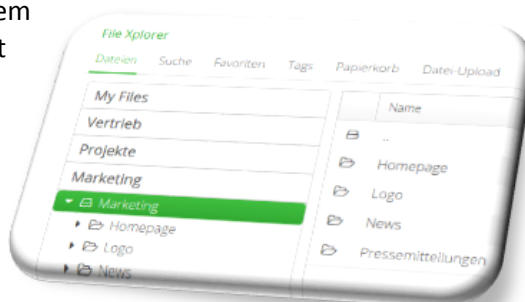 em
t
File Xplorer
Dateien Suche Favoriten Tags Papierkorb Datei-Upload
My Files
Vertrieb
Projekte
Marketing
Marketing
Homepage
Logo
News
Name
..
Homepage
Logo
News
Pressemitteilungen